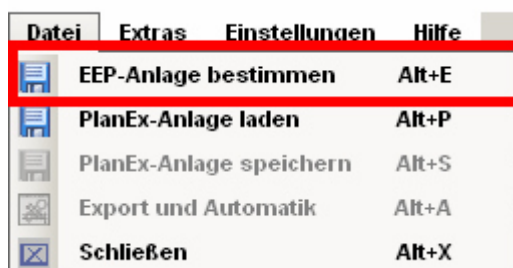 Datei Extras Einstellungen Hilfe
EEP-Anlage bestimmen Alt+E
PlanEx-Anlage laden Alt+P
PlanEx-Anlage speichern Alt+S
Export und Automatik Alt+A
Schließen Alt+X